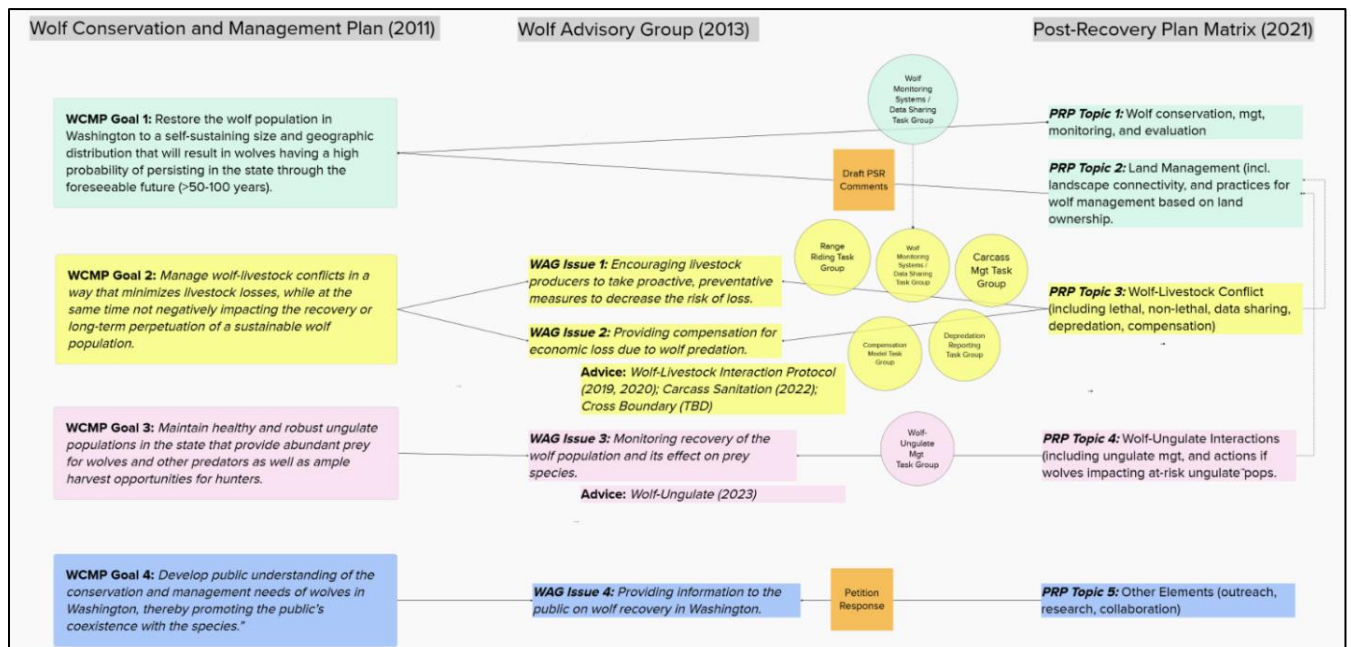 Wolf Conservation and Management Plan (2011)
Wolf Advisory Group (2013)
Post-Recovery Plan Matrix (2021)
WCMP Goal 1: Restore the wolf population in
Washington to a self-sustaining size and geographic
distribution that will result in wolves having a high
probability of persisting in the state through the
foreseeable future (>50-100 years).
Wolf
Monitoring
Systems /
Data Sharing
Task Group
Draft PSR
Comments
PRP Topic 1: Wolf conservation, mgt,
monitoring, and evaluation
PRP Topic 2: Land Management (incl.
landscape connectivity, and practices for
wolf management based on land
ownership.
WCMP Goal 2: Manage wolf-livestock conflicts in a
way that minimizes livestock losses, while at the
same time not negatively impacting the recovery or
long-term perpetuation of a sustainable wolf
population.
WAG Issue 1: Encouraging livestock
producers to take proactive, preventative
measures to decrease the risk of loss.
WAG Issue 2: Providing compensation for
economic loss due to wolf predation.
Advice: Wolf-Livestock Interaction Protocol
(2019, 2020); Carcass Sanitation (2022);
Cross Boundary (TBD)
Range
Riding Task
Group
Wolf
Monitoring
Systems /
Data Sharing
Task Group
Carcass
Mgt Task
Group
Compensation
Model Task
Group
Depredation
Reporting
Task Group
PRP Topic 3: Wolf-Livestock Conflict
(including lethal, non-lethal, data sharing,
depredation, compensation)
WCMP Goal 3: Maintain healthy and robust ungulate
populations in the state that provide abundant prey
for wolves and other predators as well as ample
harvest opportunities for hunters.
WAG Issue 3: Monitoring recovery of the
wolf population and its effect on prey
species.
Advice: Wolf-Ungulate (2023)
Wolf-
Ungulate
Mgt
Task Group
PRP Topic 4: Wolf-Ungulate Interactions
(including ungulate mgt, and actions if
wolves impacting at-risk ungulate pops.
WCMP Goal 4: Develop public understanding of the
conservation and management needs of wolves in
Washington, thereby promoting the public's
coexistence with the species."
WAG Issue 4: Providing information to the
public on wolf recovery in Washington.
Petition
Response
PRP Topic 5: Other Elements (outreach,
research, collaboration)